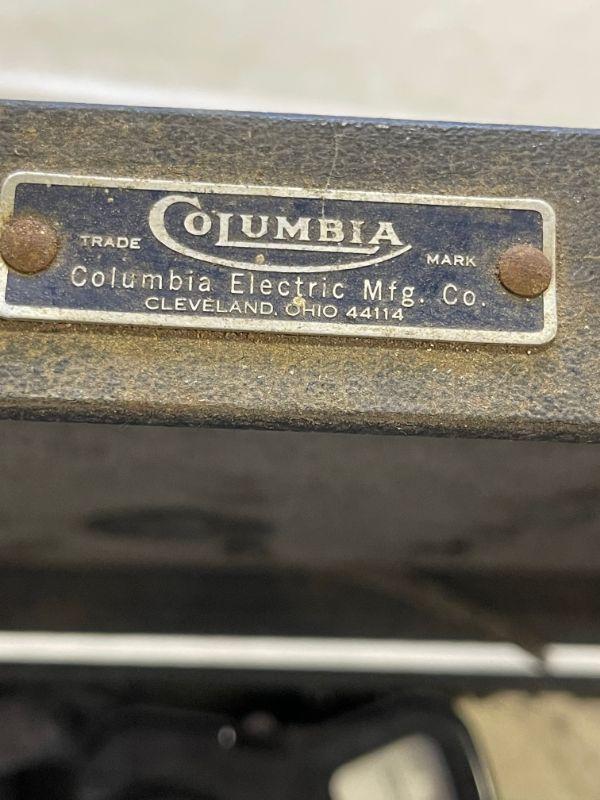 COLUMBIA
TRADE MARK
Columbia Electric Mfg. Co.
CLEVELAND, OHIO 44114